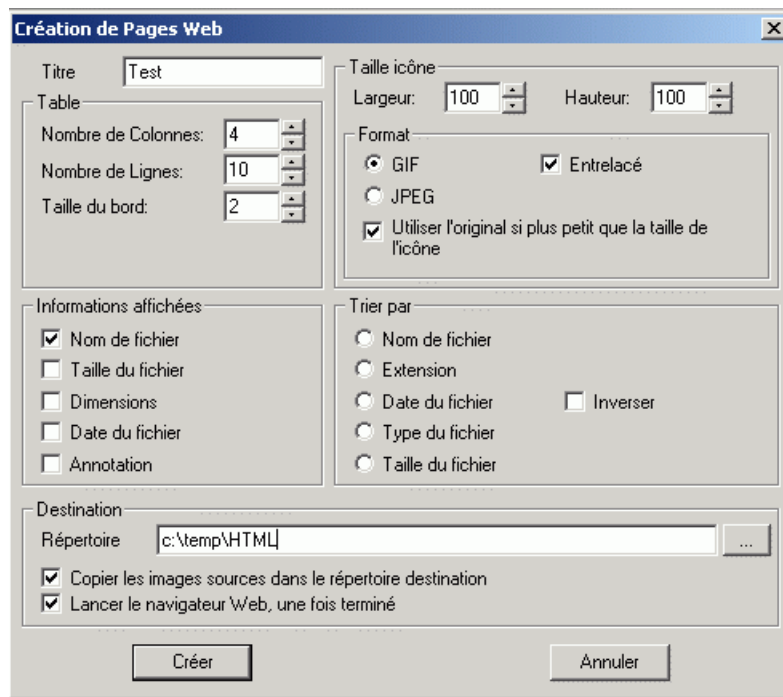 Création de Pages Web
Titre Test
Table
Nombre de Colonnes: 4
Nombre de Lignes: 10
Taille du bord: 2
Taille icône
Largeur: 100 Hauteur: 100
Format
GIF Entrelacé
JPEG
Utiliser l'original si plus petit que la taille de
l'icône
Informations affichées
Nom de fichier
Taille du fichier
Dimensions
Date du fichier
Annotation
Trier par
Nom de fichier
Extension
Date du fichier Inverser
Type du fichier
Taille du fichier
Destination
Répertoire c:\temp\HTML ...
Copier les images sources dans le répertoire destination
Lancer le navigateur Web, une fois terminé
Créer Annuler